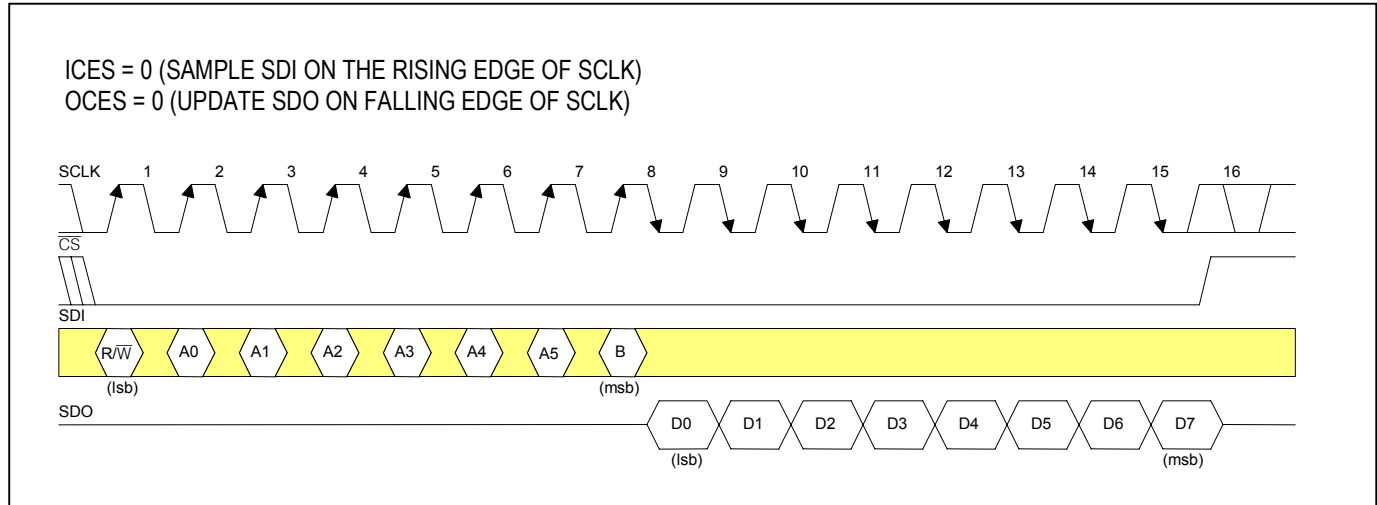 ICES = 0 (SAMPLE SDI ON THE RISING EDGE OF SCLK)
OCES = 0 (UPDATE SDO ON FALLING EDGE OF SCLK)
SCLK 1 2 3 4 5 6 7 8 9 10 11 12 13 14 15 16
C̅S̅
SDI
R/W̅ A0 A1 A2 A3 A4 A5 B
(lsb) (msb)
SDO
D0 D1 D2 D3 D4 D5 D6 D7
(lsb) (msb)